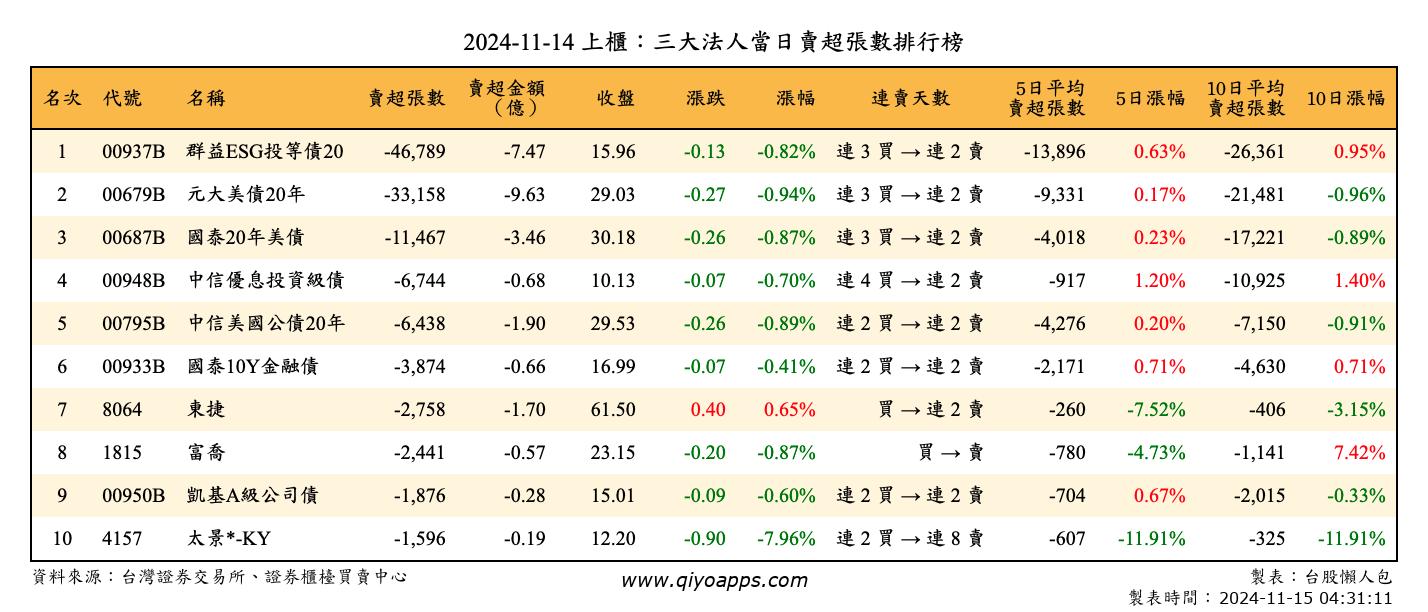 2024-11-14 上櫃：三大法人當日賣超張數排行榜
名次 代號 名稱 賣超張數 賣超金額（億） 收盤 漲跌 漲幅 連賣天數 5日平均賣超張數 5日漲幅 10日平均賣超張數 10日漲幅
1 00937B 群益ESG投等債20 -46,789 -7.47 15.96 -0.13 -0.82% 連 3 買 → 連 2 賣 -13,896 0.63% -26,361 0.95%
2 00679B 元大美債20年 -33,158 -9.63 29.03 -0.27 -0.94% 連 3 買 → 連 2 賣 -9,331 0.17% -21,481 -0.96%
3 00687B 國泰20年美債 -11,467 -3.46 30.18 -0.26 -0.87% 連 3 買 → 連 2 賣 -4,018 0.23% -17,221 -0.89%
4 00948B 中信優息投資級債 -6,744 -0.68 10.13 -0.07 -0.70% 連 4 買 → 連 2 賣 -917 1.20% -10,925 1.40%
5 00795B 中信美國公債20年 -6,438 -1.90 29.53 -0.26 -0.89% 連 2 買 → 連 2 賣 -4,276 0.20% -7,150 -0.91%
6 00933B 國泰10Y金融債 -3,874 -0.66 16.99 -0.07 -0.41% 連 2 買 → 連 2 賣 -2,171 0.71% -4,630 0.71%
7 8064 東捷 -2,758 -1.70 61.50 0.40 0.65% 買 → 連 2 賣 -260 -7.52% -406 -3.15%
8 1815 富喬 -2,441 -0.57 23.15 -0.20 -0.87% 買 → 賣 -780 -4.73% -1,141 7.42%
9 00950B 凱基A級公司債 -1,876 -0.28 15.01 -0.09 -0.60% 連 2 買 → 連 2 賣 -704 0.67% -2,015 -0.33%
10 4157 太景*-KY -1,596 -0.19 12.20 -0.90 -7.96% 連 2 買 → 連 8 賣 -607 -11.91% -325 -11.91%
資料來源：台灣證券交易所、證券櫃檯買賣中心 www.qiyoapps.com 製表：台股懶人包
製表時間：2024-11-15 04:31:11